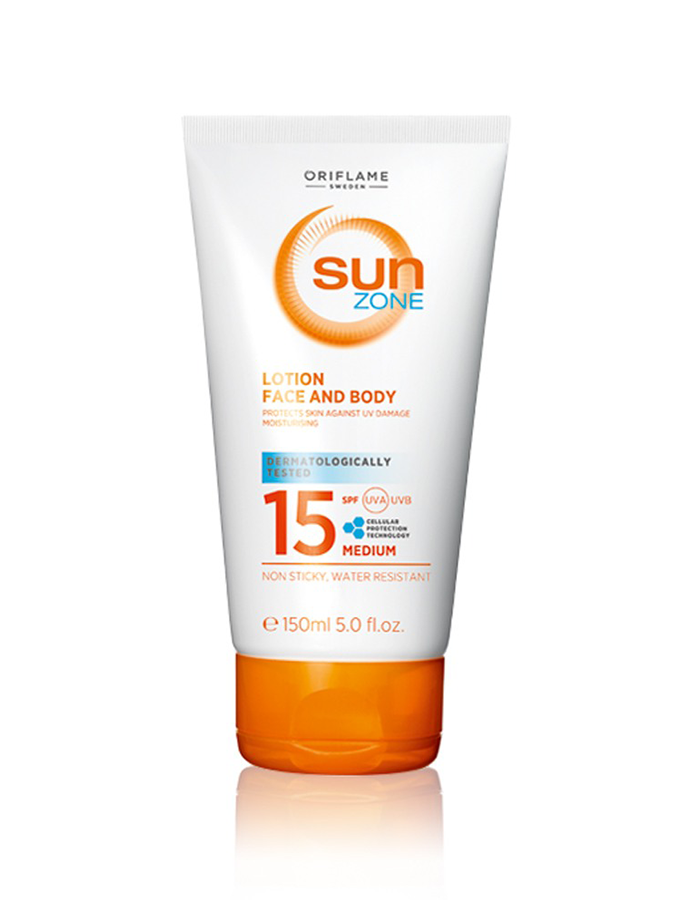 ORIFLAME
SWEDEN
sun
ZONE
LOTION
FACE AND BODY
PROTECTS SKIN AGAINST UV DAMAGE
MOISTURISING
DERMATOLOGICALLY
TESTED
15 SPF UVA UVB
CELLULAR
PROTECTION
TECHNOLOGY
MEDIUM
NON STICKY, WATER RESISTANT
e 150ml 5.0 fl.oz.